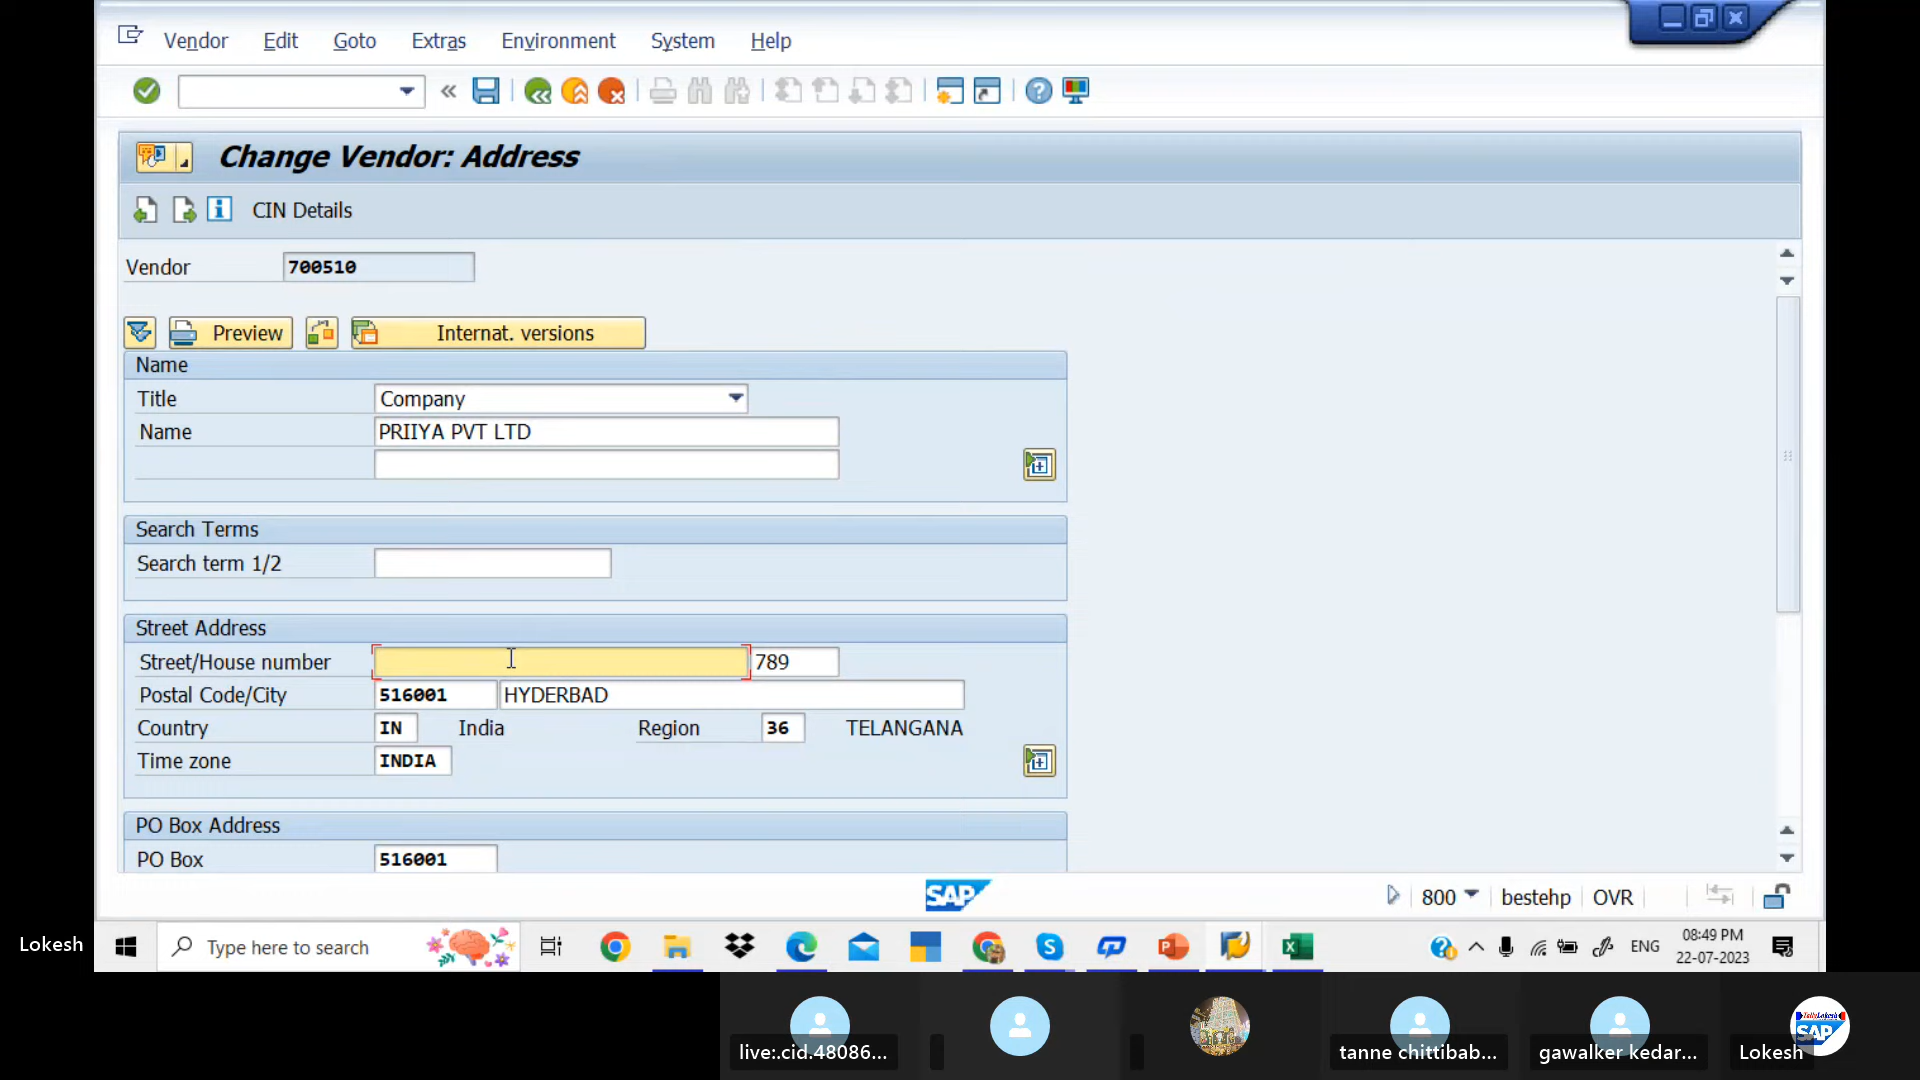 Vendor Edit Goto Extras Environment System Help
Change Vendor: Address
CIN Details
Vendor 700510
Preview Internat. versions
Name
Title Company
Name PRIIYA PVT LTD
Search Terms
Search term 1/2
Street Address
Street/House number 789
Postal Code/City 516001 HYDERBAD
Country IN India Region 36 TELANGANA
Time zone INDIA
PO Box Address
PO Box 516001
SAP 800 bestehp OVR
Lokesh
Type here to search
ENG 08:49 PM
22-07-2023
live:.cid.48086... tanne chittibab... gawalker kedar... Lokesh
SAP